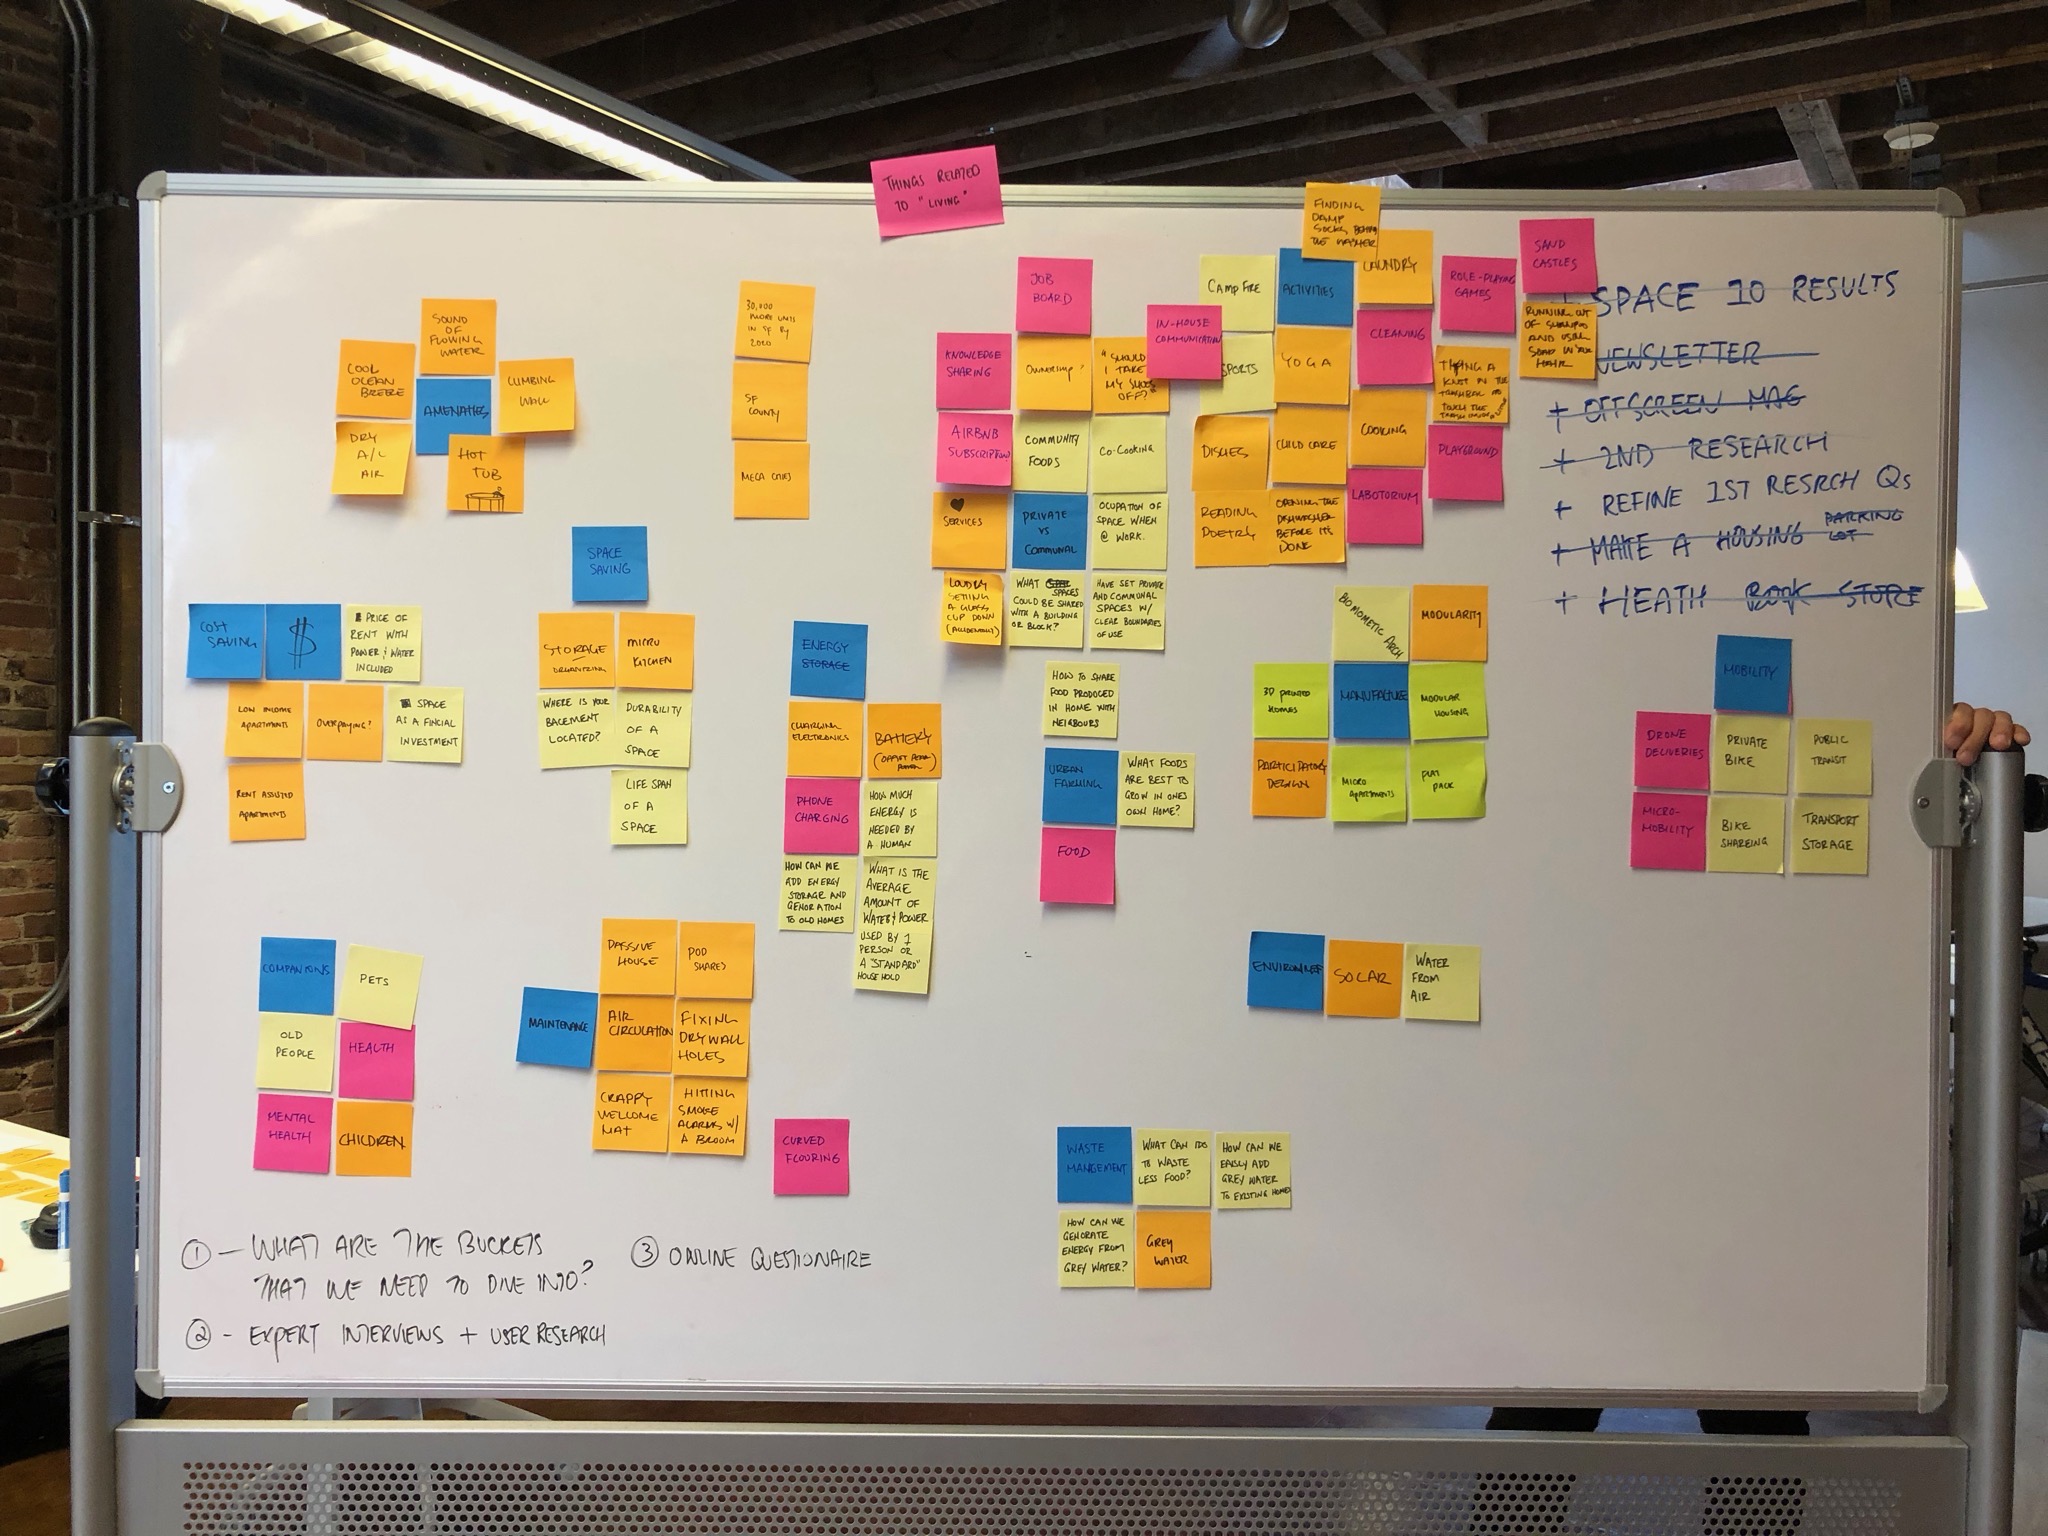 THINGS RELATED
TO "LIVING"
SOUND
OF
FLOWING
WATER
COOL
OCEAN
BREEZE
AMENATIES
CLIMBING
WALL
DRY
A/C
AIR
HOT
TUB
30,000
MORE UNITS
IN SF BY
2020
SF
COUNTY
MEGA CITIES
JOB
BOARD
KNOWLEDGE
SHARING
OWNERSHIP?
"SHOULD
I TAKE
MY SHOES
OFF?"
IN-HOUSE
COMMUNICATION
AIRBNB
SUBSCRIPTION
COMMUNITY
FOODS
CO-COOKING
SERVICES
PRIVATE
VS
COMMUNAL
OCUPATION OF
SPACE WHEN
@ WORK.
LOUDLY
SETTING
A GLASS
CUP DOWN
(ACCIDENTALLY)
WHAT
SPACES
COULD BE SHARED
WITH A BUILDING
OR BLOCK?
HAVE SET PRIVATE
AND COMMUNAL
SPACES W/
CLEAR BOUNDARIES
OF USE
FINDING
DAMP
SOCKS BEHIND
THE WASHER
CAMPFIRE
ACTIVITIES
LAUNDRY
ROLE-PLAYING
GAMES
SAND
CASTLES
SPORTS
YOGA
CLEANING
TYING A
KNOT IN THE
TRASHBAG TO
TOUCH THE
TRASH INSIDE
RUNNING OUT
OF SHAMPOO
AND USING
SOAP IN YOUR
HAIR
DISHES
CHILD CARE
COOKING
PLAYGROUND
READING
POETRY
OPENING THE
DISHWASHER
BEFORE IT'S
DONE
LABOTORIUM
+ SPACE 10 RESULTS
NEWSLETTER
+ OFFSCREEN MAG
+ 2ND RESEARCH
+ REFINE 1ST RESRCH Qs
+ MAKE A HOUSING PARKING
LOT
+ HEATH BOOK STORE
SPACE
SAVING
STORAGE
ORGANIZING
MICRO
KITCHEN
WHERE IS YOUR
BACEMENT
LOCATED?
DURABILITY
OF A
SPACE
LIFE SPAN
OF A
SPACE
COST
SAVING
$
PRICE OF
RENT WITH
POWER & WATER
INCLUDED
LOW INCOME
APARTMENTS
OVERPAYING?
SPACE
AS A FINCIAL
INVESTMENT
RENT ASSISTED
APARTMENTS
ENERGY
STORAGE
CHARGING
ELECTRONICS
BATTERY
(OFFSET PEAK
POWER)
PHONE
CHARGING
HOW MUCH
ENERGY IS
NEEDED BY
A HUMAN
HOW CAN WE
ADD ENERGY
STORAGE AND
GENORATION
TO OLD HOMES
WHAT IS THE
AVERAGE
AMOUNT OF
WATER & POWER
USED BY 1
PERSON OR
A "STANDARD"
HOUSEHOLD
HOW TO SHARE
FOOD PRODUCED
IN HOME WITH
NEIGHBOURS
URBAN
FARMING
WHAT FOODS
ARE BEST TO
GROW IN ONES
OWN HOME?
FOOD
BIOMOMETIC ARCH
MODULARITY
3D PRINTED
HOMES
MANUFACTURE
MODULAR
HOUSING
PARTICIPATORY
DESIGN
MICRO
APARTMENTS
FLAT
PACK
MOBILITY
DRONE
DELIVERIES
PRIVATE
BIKE
PUBLIC
TRANSIT
MICRO-
MOBILITY
BIKE
SHAREING
TRANSPORT
STORAGE
COMPANIONS
PETS
OLD
PEOPLE
HEALTH
MENTAL
HEALTH
CHILDREN
MAINTENANCE
PASSIVE
HOUSE
POD
SHARES
AIR
CIRCULATION
FIXING
DRYWALL
HOLES
CRAPPY
WELCOME
MAT
HITTING
SMOKE
ALARMS W/
A BROOM
CURVED
FLOORING
ENVIRONMENT
SOLAR
WATER
FROM
AIR
WASTE
MANGEMENT
WHAT CAN I DO
TO WASTE
LESS FOOD?
HOW CAN WE
EASILY ADD
GREY WATER
TO EXISTING HOMES
HOW CAN WE
GENORATE
ENERGY FROM
GREY WATER?
GREY
WATER
① - WHAT ARE THE BUCKETS
THAT WE NEED TO DIVE INTO?
② - EXPERT INTERVIEWS + USER RESEARCH
③ ONLINE QUESTIONAIRE